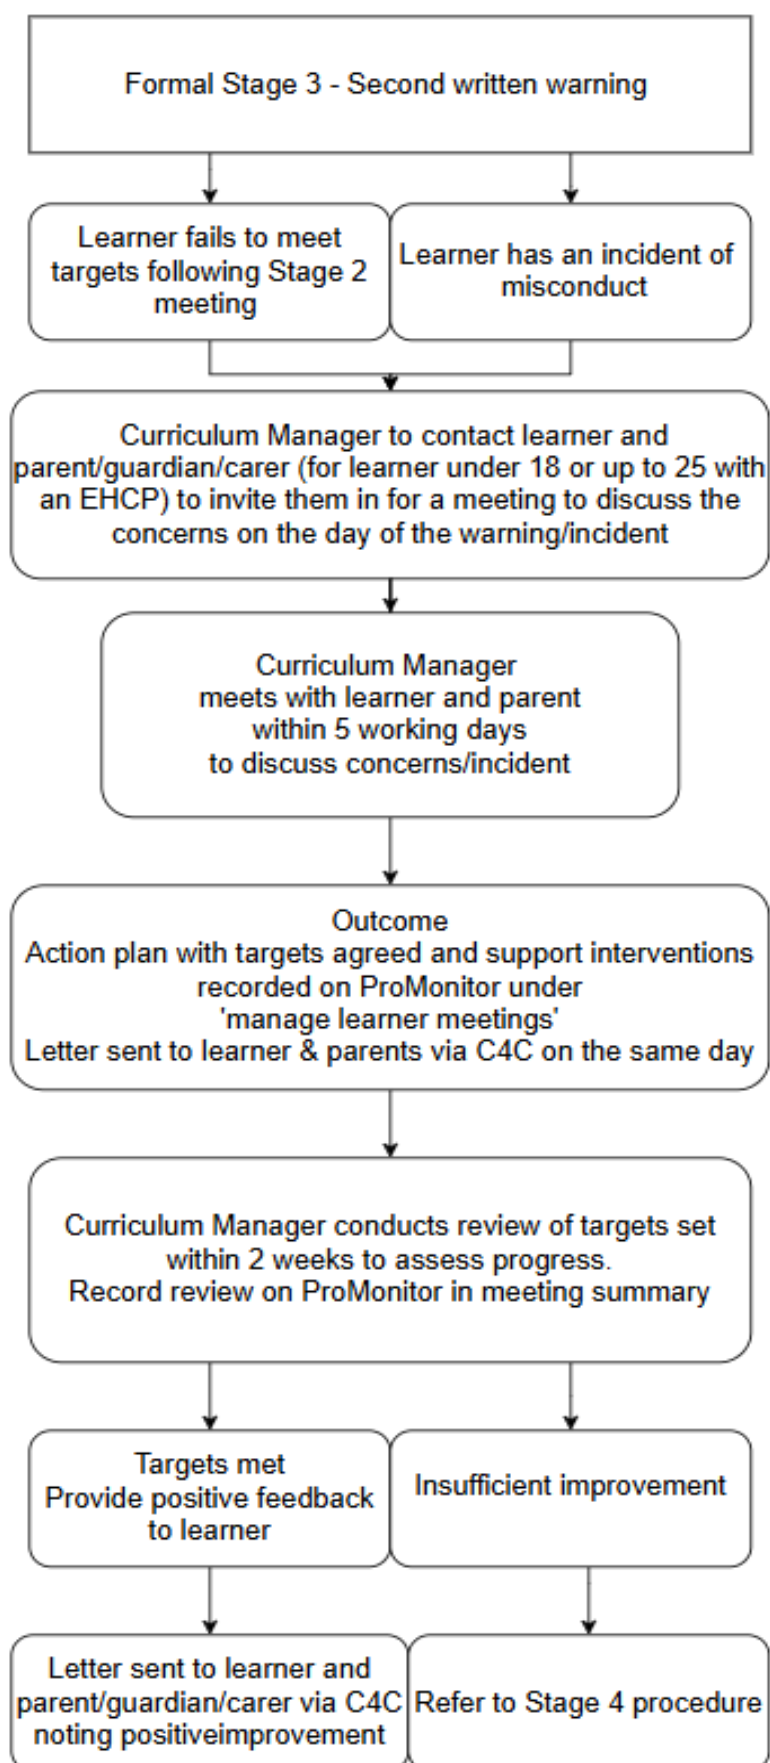 Formal Stage 3 - Second written warning
Learner fails to meet
targets following Stage 2
meeting
Learner has an incident of
misconduct
Curriculum Manager to contact learner and
parent/guardian/carer (for learner under 18 or up to 25 with
an EHCP) to invite them in for a meeting to discuss the
concerns on the day of the warning/incident
Curriculum Manager
meets with learner and parent
within 5 working days
to discuss concerns/incident
Outcome
Action plan with targets agreed and support interventions
recorded on ProMonitor under
'manage learner meetings'
Letter sent to learner & parents via C4C on the same day
Curriculum Manager conducts review of targets set
within 2 weeks to assess progress.
Record review on ProMonitor in meeting summary
Targets met
Provide positive feedback
to learner
Insufficient improvement
Letter sent to learner and
parent/guardian/carer via C4C
noting positiveimprovement
Refer to Stage 4 procedure